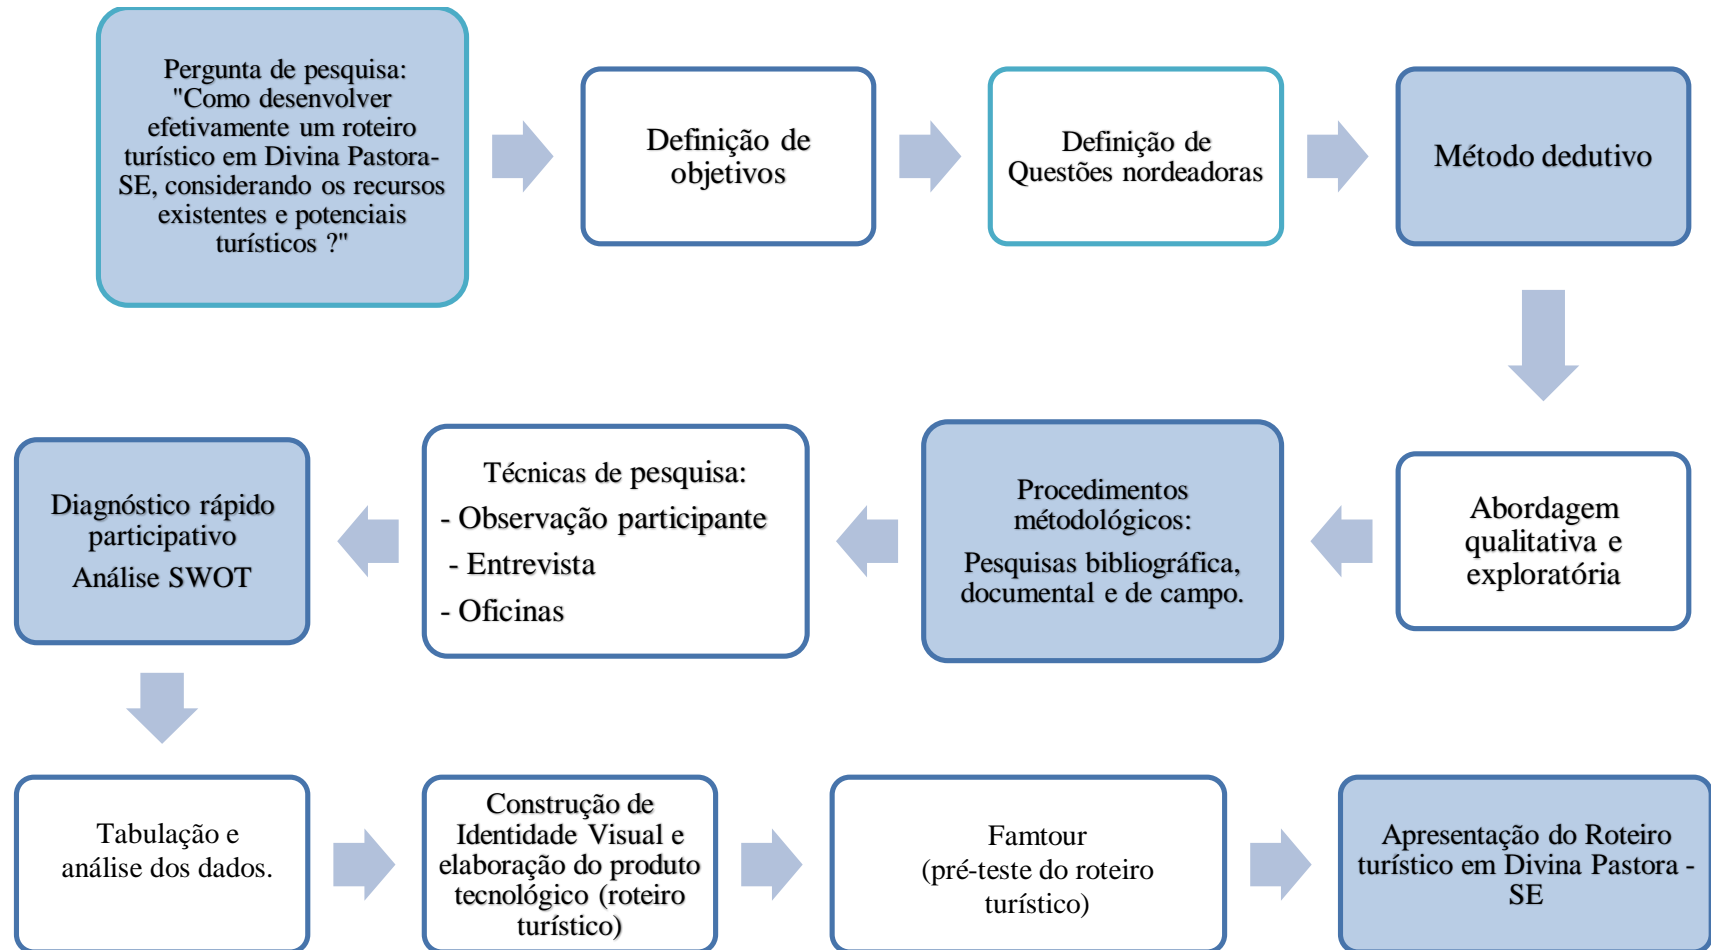 Pergunta de pesquisa:
"Como desenvolver
efetivamente um roteiro
turístico em Divina Pastora-
SE, considerando os recursos
existentes e potenciais
turísticos ?"
Definição de
objetivos
Definição de
Questões nordeadoras
Método dedutivo
Abordagem
qualitativa e
exploratória
Procedimentos
métodológicos:
Pesquisas bibliográfica,
documental e de campo.
Técnicas de pesquisa:
- Observação participante
- Entrevista
- Oficinas
Diagnóstico rápido
participativo
Análise SWOT
Tabulação e
análise dos dados.
Construção de
Identidade Visual e
elaboração do produto
tecnológico (roteiro
turístico)
Famtour
(pré-teste do roteiro
turístico)
Apresentação do Roteiro
turístico em Divina Pastora -
SE